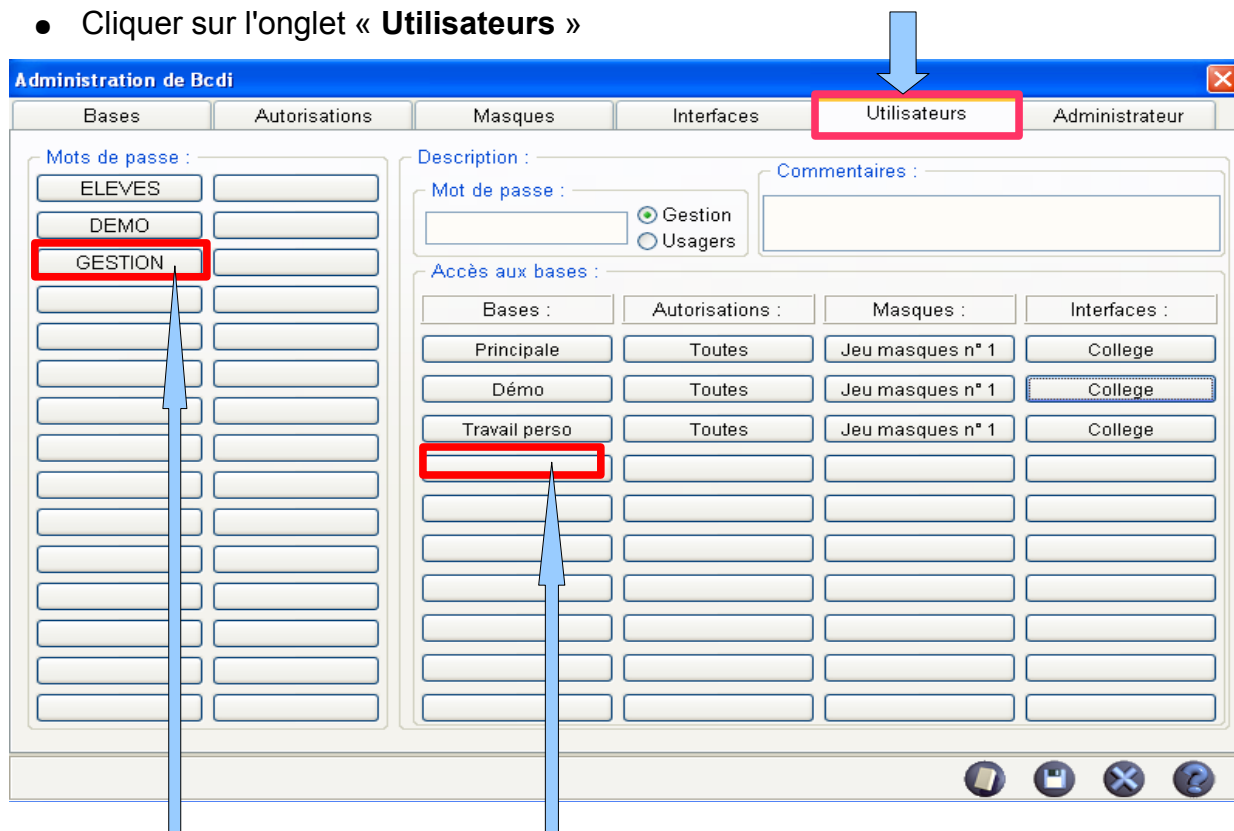 ● Cliquer sur l'onglet « Utilisateurs »
Administration de Bcdi
Bases Autorisations Masques Interfaces Utilisateurs Administrateur
Mots de passe :
ELEVES
DEMO
GESTION
Description :
Mot de passe :
Gestion
Usagers
Commentaires :
Accès aux bases :
Bases : Autorisations : Masques : Interfaces :
Principale Toutes Jeu masques n° 1 College
Démo Toutes Jeu masques n° 1 College
Travail perso Toutes Jeu masques n° 1 College